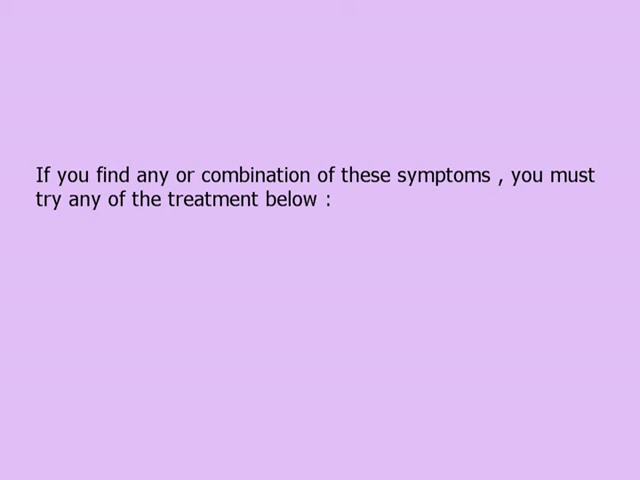 If you find any or combination of these symptoms , you must
try any of the treatment below :